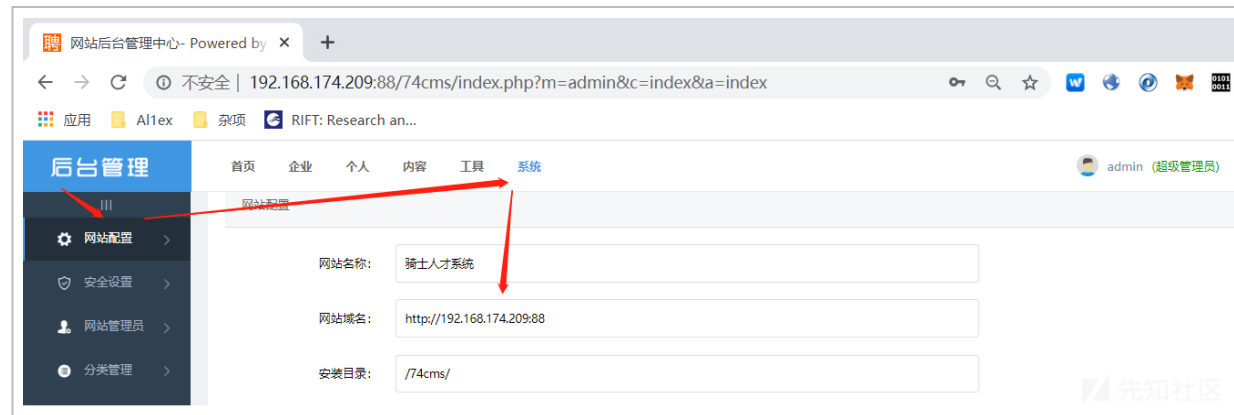 聘 网站后台管理中心- Powered by
不安全 | 192.168.174.209:88/74cms/index.php?m=admin&c=index&a=index
应用 Al1ex 杂项 RIFT: Research an...
后台管理 首页 企业 个人 内容 工具 系统 admin (超级管理员)
网站配置
网站配置
网站名称: 骑士人才系统
安全设置
网站域名: http://192.168.174.209:88
网站管理员
分类管理
安装目录: /74cms/
先知社区